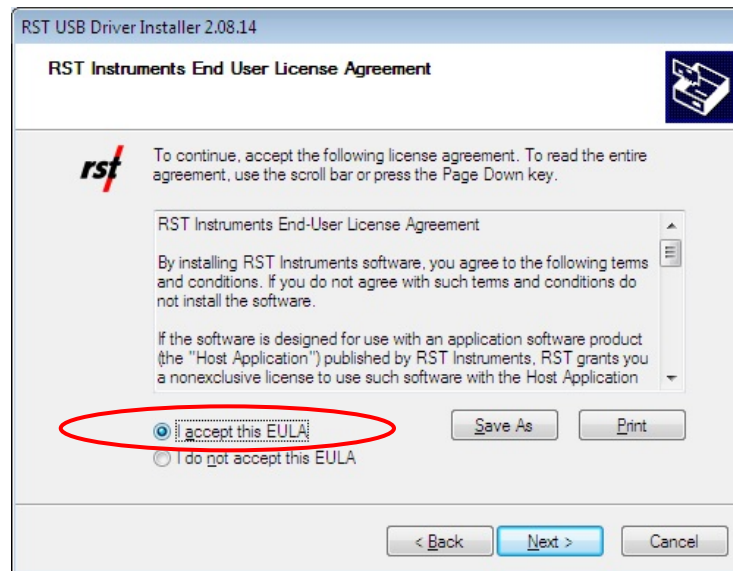 RST USB Driver Installer 2.08.14
RST Instruments End User License Agreement
rst
To continue, accept the following license agreement. To read the entire
agreement, use the scroll bar or press the Page Down key.
RST Instruments End-User License Agreement
By installing RST Instruments software, you agree to the following terms
and conditions. If you do not agree with such terms and conditions do
not install the software.
If the software is designed for use with an application software product
(the "Host Application") published by RST Instruments, RST grants you
a nonexclusive license to use such software with the Host Application
I accept this EULA
Save As
Print
I do not accept this EULA
< Back
Next >
Cancel